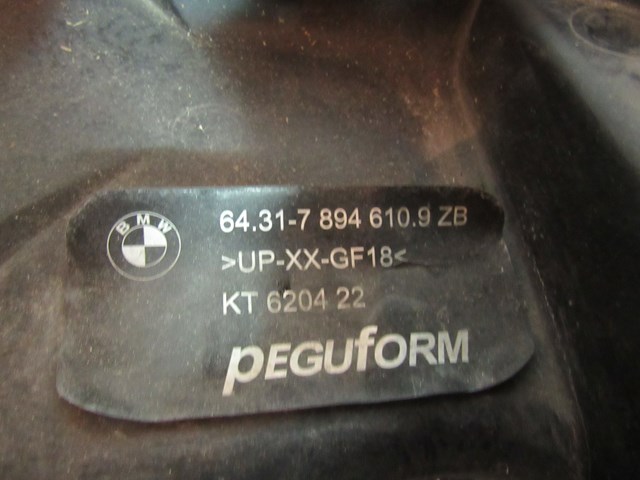 BMW
64.31-7 894 610.9 ZB
>UP-XX-GF18<
KT 6204 22
PEGUFORM